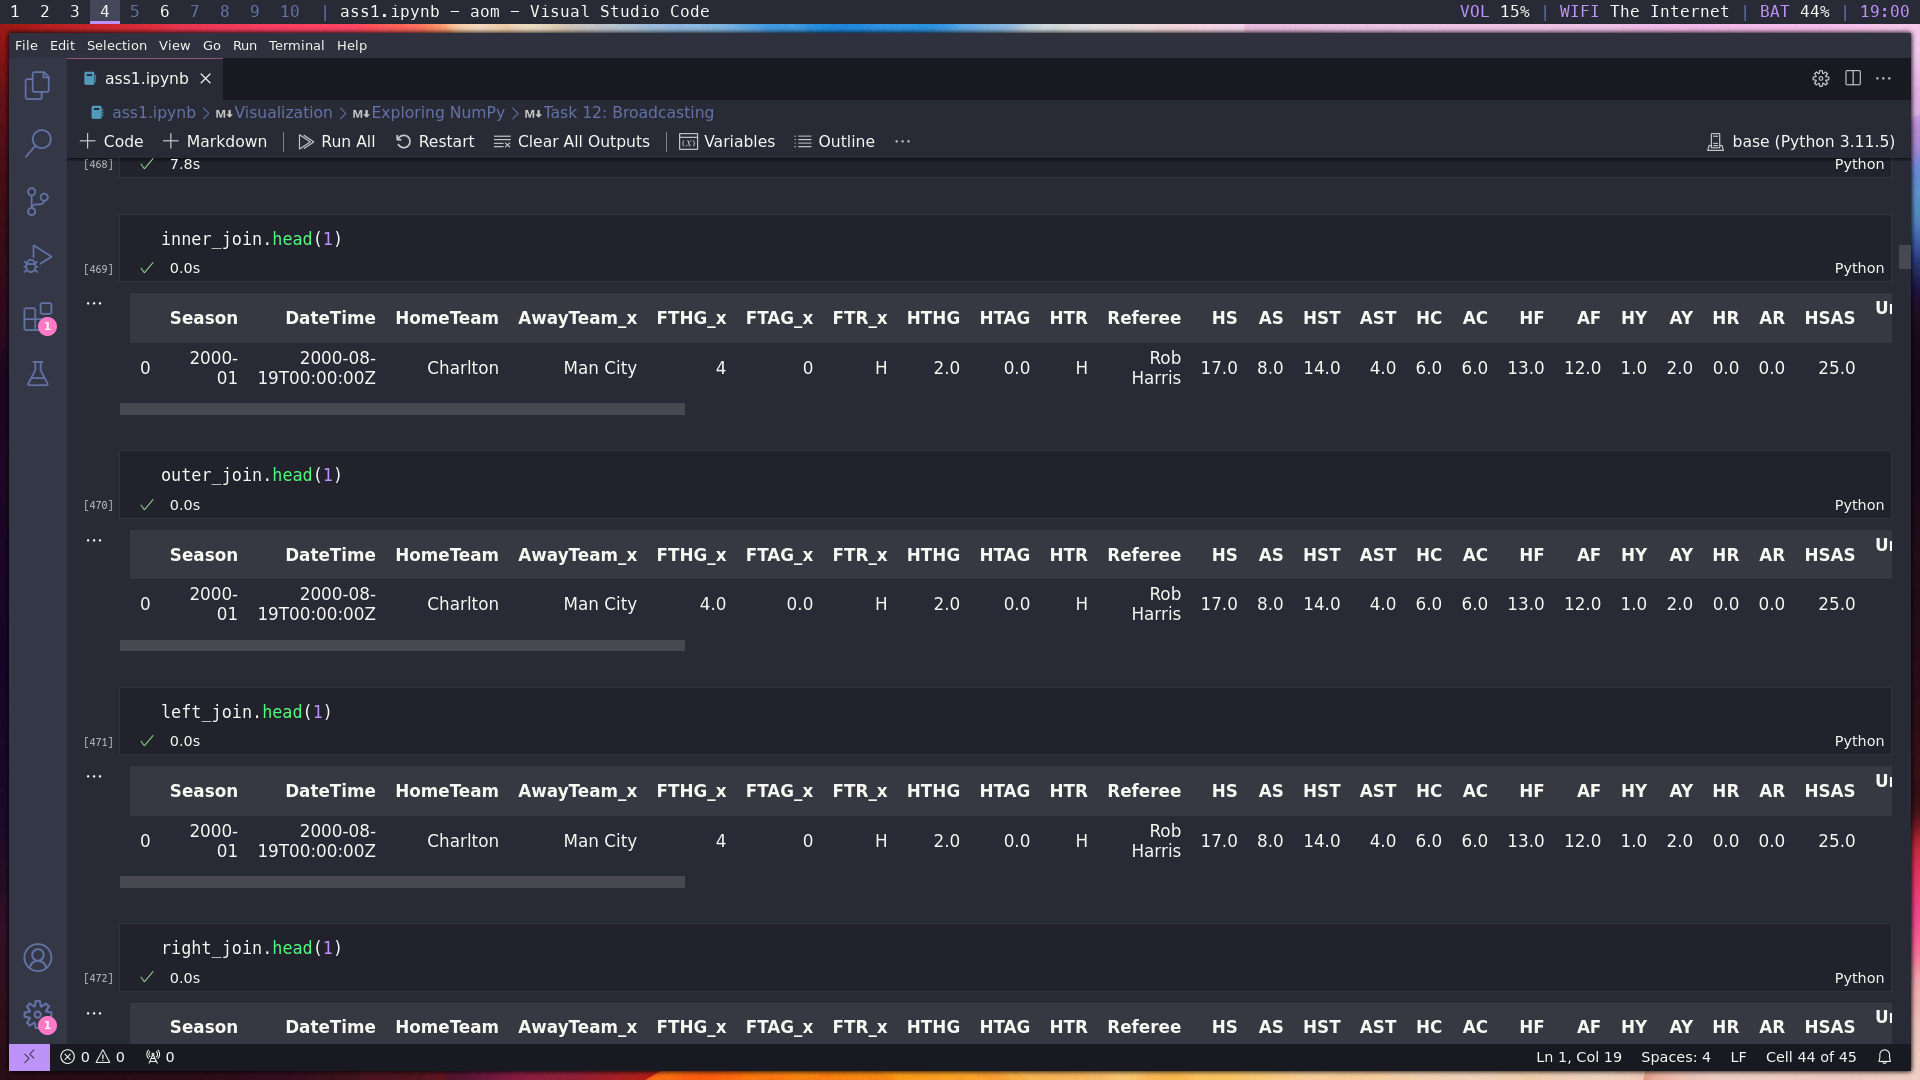 1 2 3 4 5 6 7 8 9 10 | ass1.ipynb — aom — Visual Studio Code VOL 15% | WIFI The Internet | BAT 44% | 19:00
File Edit Selection View Go Run Terminal Help
ass1.ipynb
ass1.ipynb > M↓Visualization > M↓Exploring NumPy > M↓Task 12: Broadcasting
Code Markdown | Run All Restart Clear All Outputs | Variables Outline ... base (Python 3.11.5)
[468] 7.8s Python
inner_join.head(1)
[469] 0.0s Python
...
Season DateTime HomeTeam AwayTeam_x FTHG_x FTAG_x FTR_x HTHG HTAG HTR Referee HS AS HST AST HC AC HF AF HY AY HR AR HSAS
0 2000-01 2000-08-19T00:00:00Z Charlton Man City 4 0 H 2.0 0.0 H Rob Harris 17.0 8.0 14.0 4.0 6.0 6.0 13.0 12.0 1.0 2.0 0.0 0.0 25.0
outer_join.head(1)
[470] 0.0s Python
...
Season DateTime HomeTeam AwayTeam_x FTHG_x FTAG_x FTR_x HTHG HTAG HTR Referee HS AS HST AST HC AC HF AF HY AY HR AR HSAS
0 2000-01 2000-08-19T00:00:00Z Charlton Man City 4.0 0.0 H 2.0 0.0 H Rob Harris 17.0 8.0 14.0 4.0 6.0 6.0 13.0 12.0 1.0 2.0 0.0 0.0 25.0
left_join.head(1)
[471] 0.0s Python
...
Season DateTime HomeTeam AwayTeam_x FTHG_x FTAG_x FTR_x HTHG HTAG HTR Referee HS AS HST AST HC AC HF AF HY AY HR AR HSAS
0 2000-01 2000-08-19T00:00:00Z Charlton Man City 4 0 H 2.0 0.0 H Rob Harris 17.0 8.0 14.0 4.0 6.0 6.0 13.0 12.0 1.0 2.0 0.0 0.0 25.0
right_join.head(1)
[472] 0.0s Python
...
Season DateTime HomeTeam AwayTeam_x FTHG_x FTAG_x FTR_x HTHG HTAG HTR Referee HS AS HST AST HC AC HF AF HY AY HR AR HSAS
1
1
0 0 0 Ln 1, Col 19 Spaces: 4 LF Cell 44 of 45